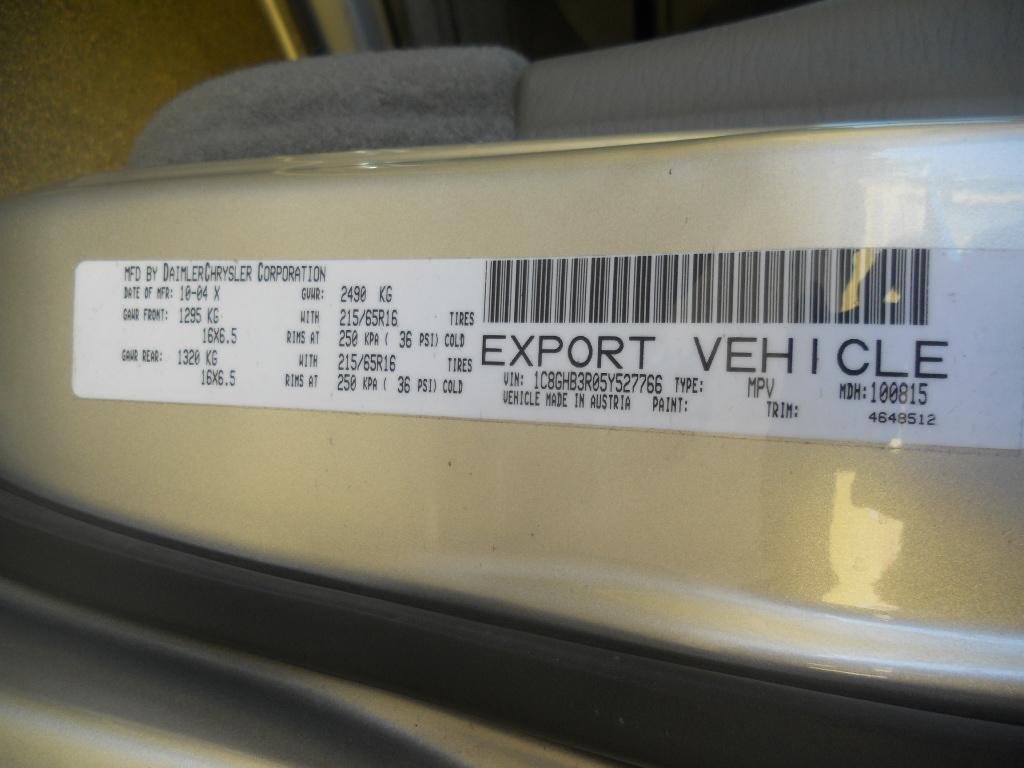 MFD BY DAIMLERCHRYSLER CORPORATION
DATE OF MFR: 10-04 X GVWR: 2490 KG
GAWR FRONT: 1295 KG WITH 215/65R16 TIRES
16X6.5 RIMS AT 250 KPA ( 36 PSI) COLD
GAWR REAR: 1320 KG WITH 215/65R16 TIRES
16X6.5 RIMS AT 250 KPA ( 36 PSI) COLD
EXPORT VEHICLE
VIN: 1C8GHB3R05Y527766 TYPE: MPV MDH:100815
VEHICLE MADE IN AUSTRIA PAINT: TRIM: 4648512